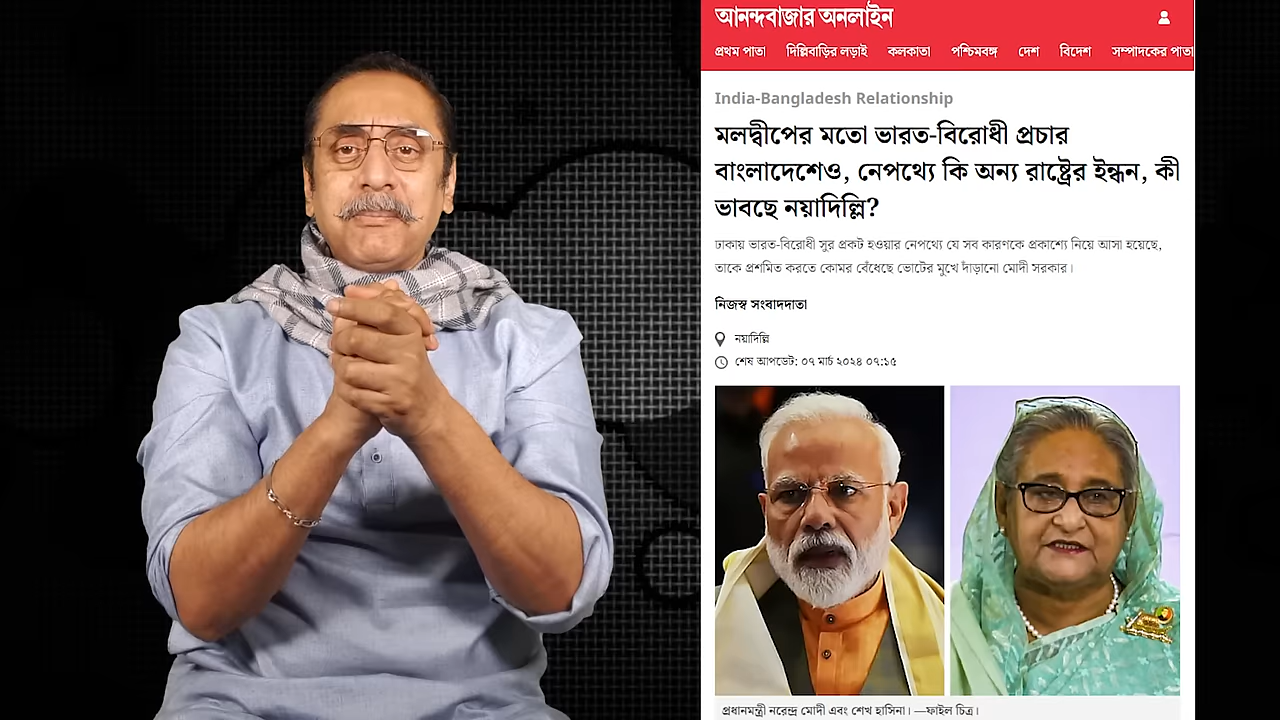 আনন্দবাজার অনলাইন
প্রথম পাতা দিল্লিবাড়ির লড়াই কলকাতা পশ্চিমবঙ্গ দেশ বিদেশ সম্পাদকের পাতা
India-Bangladesh Relationship
মলদ্বীপের মতো ভারত-বিরোধী প্রচার
বাংলাদেশেও, নেপথ্যে কি অন্য রাষ্ট্রের ইন্ধন, কী
ভাবছে নয়াদিল্লি?
ঢাকায় ভারত-বিরোধী সুর প্রকট হওয়ার নেপথ্যে যে সব কারণকে প্রকাশ্যে নিয়ে আসা হয়েছে,
তাকে প্রশমিত করতে কোমর বেঁধেছে ভোটের মুখে দাঁড়ানো মোদী সরকার।
নিজস্ব সংবাদদাতা
নয়াদিল্লি
শেষ আপডেট: ০৭ মার্চ ২০২৪ ০৭:১৫
প্রধানমন্ত্রী নরেন্দ্র মোদী এবং শেখ হাসিনা। —ফাইল চিত্র।